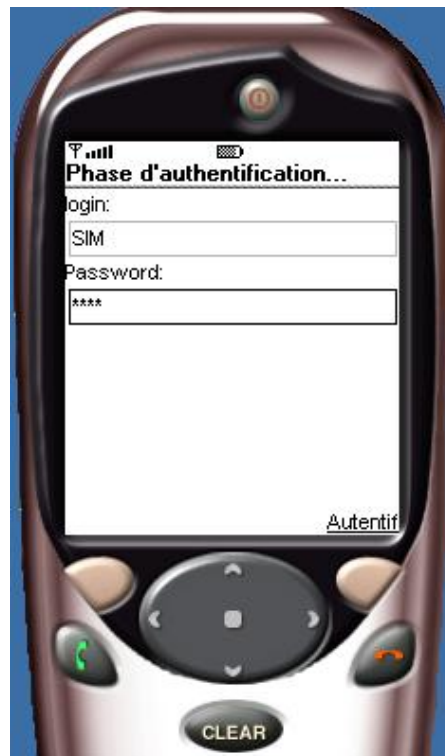 Phase d'authentification...
login:
SIM
Password:
****
Autentif
CLEAR